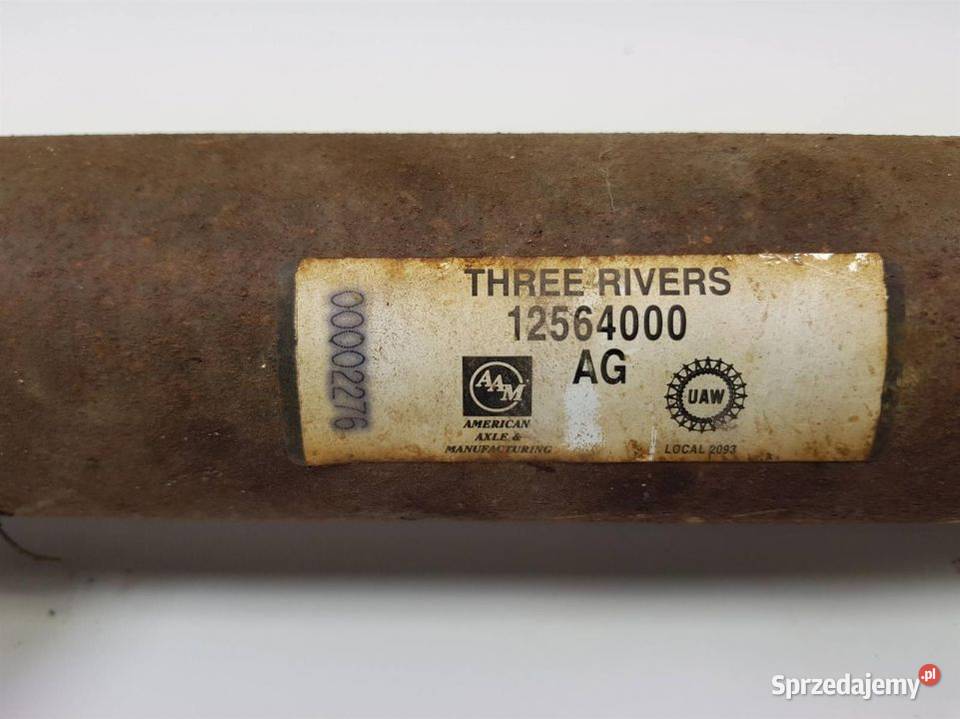 THREE RIVERS
12564000
AG
00002276
AAM
AMERICAN
AXLE &
MANUFACTURING
UAW
LOCAL 2093
Sprzedajemy.pl